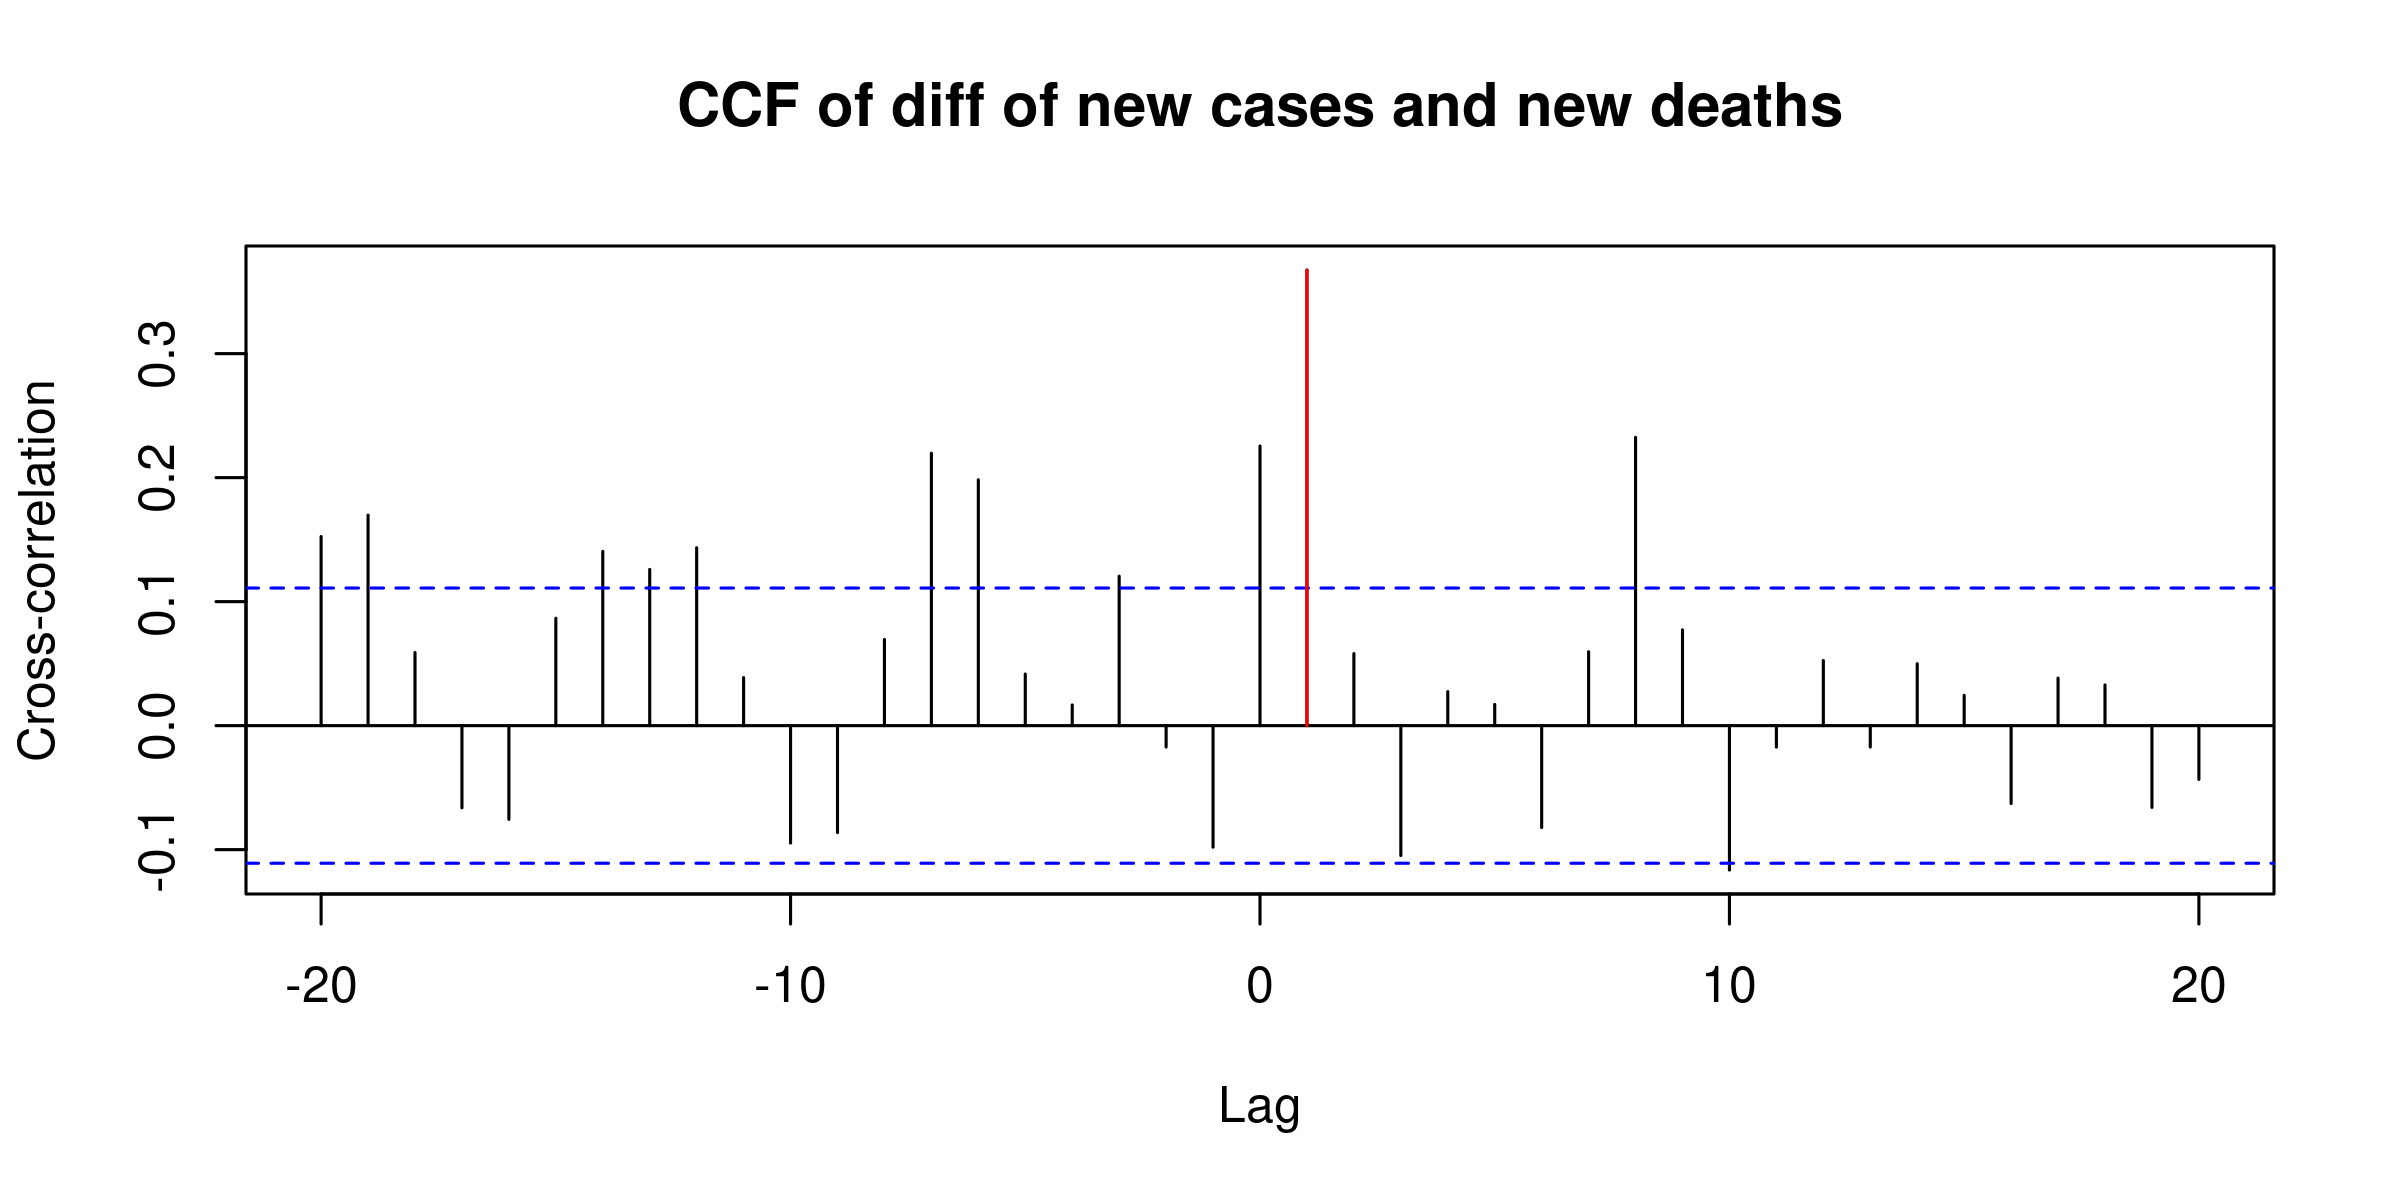 CCF of diff of new cases and new deaths
Cross-correlation
0.3
0.2
0.1
0.0
-0.1
-20 -10 0 10 20
Lag